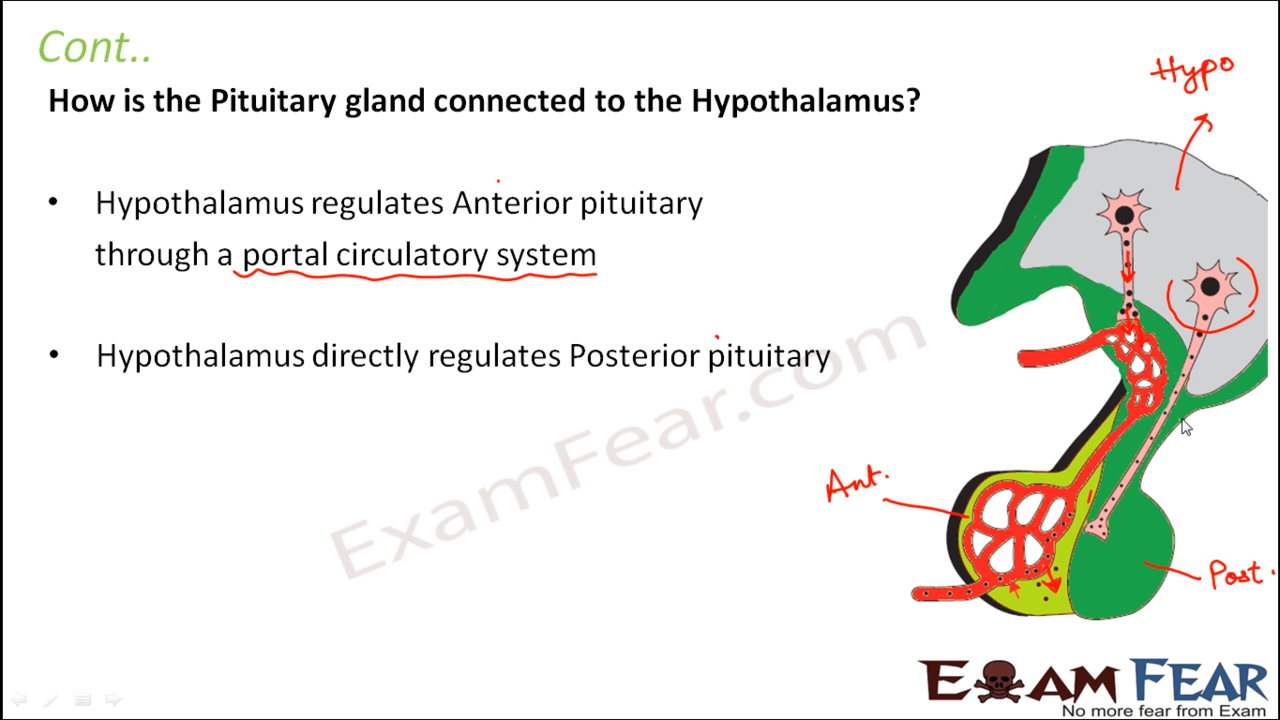 Cont..
How is the Pituitary gland connected to the Hypothalamus?
Hypo
• Hypothalamus regulates Anterior pituitary
through a portal circulatory system
• Hypothalamus directly regulates Posterior pituitary
ExamFear.com
Ant.
Post.
EXAM FEAR
No more fear from Exam